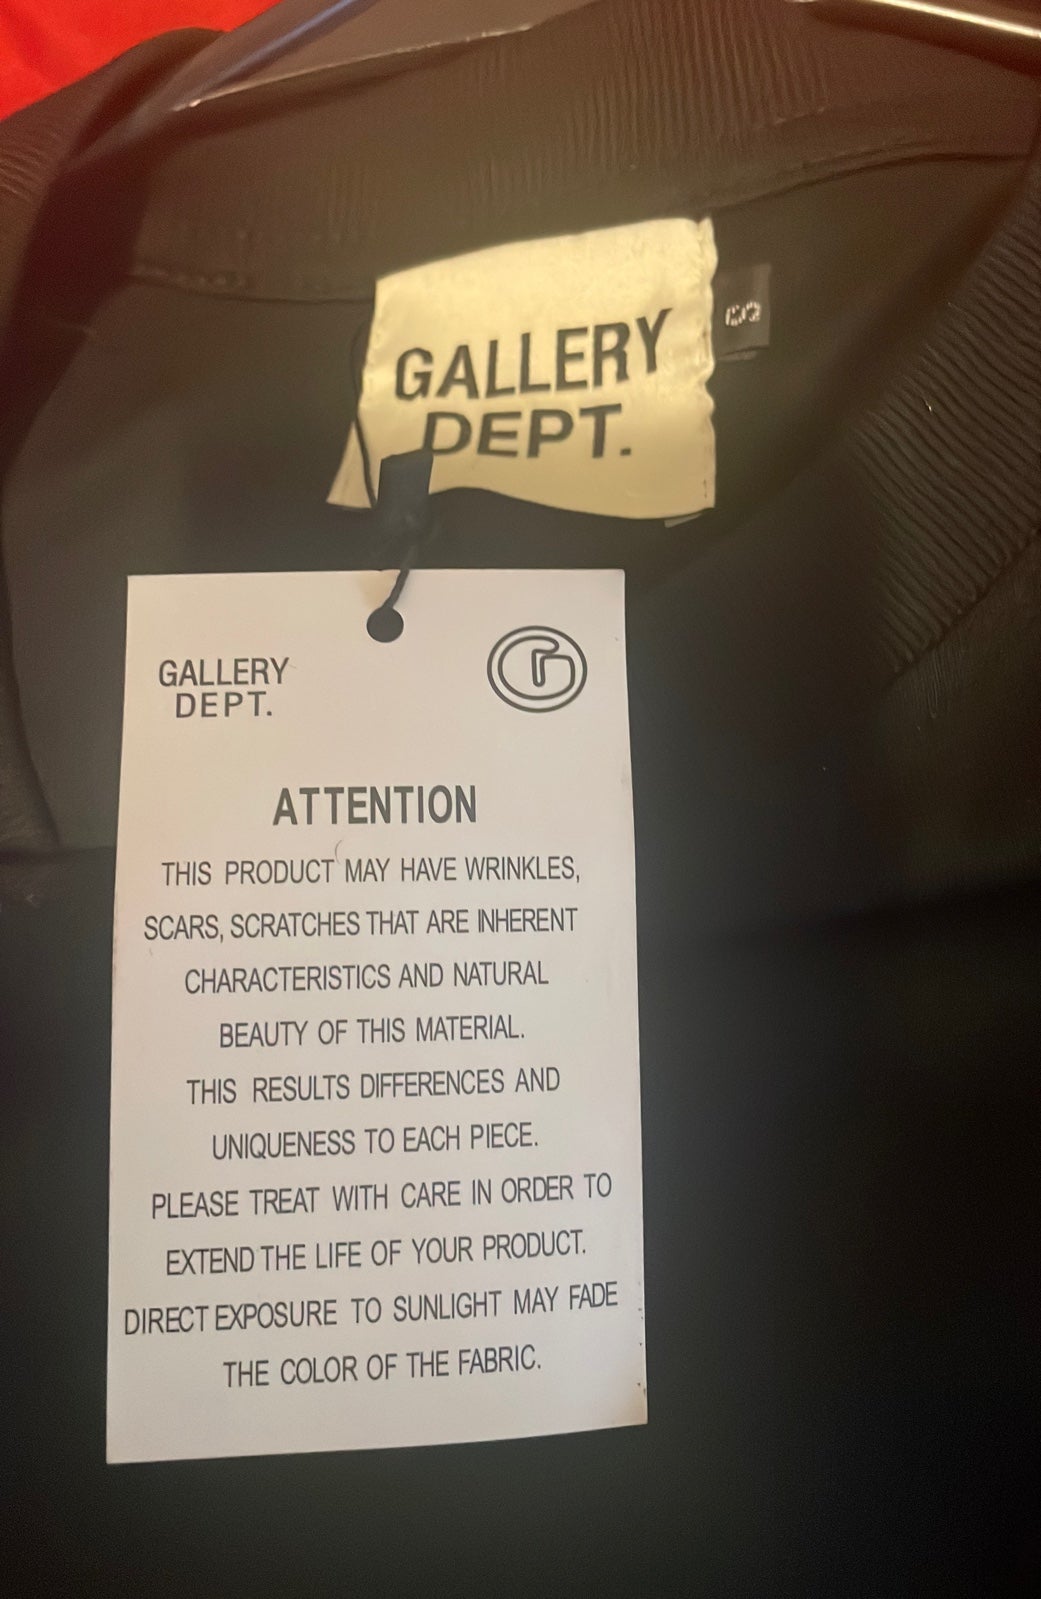 GALLERY
DEPT.
GALLERY
DEPT.
ATTENTION
THIS PRODUCT MAY HAVE WRINKLES,
SCARS, SCRATCHES THAT ARE INHERENT
CHARACTERISTICS AND NATURAL
BEAUTY OF THIS MATERIAL.
THIS RESULTS DIFFERENCES AND
UNIQUENESS TO EACH PIECE.
PLEASE TREAT WITH CARE IN ORDER TO
EXTEND THE LIFE OF YOUR PRODUCT.
DIRECT EXPOSURE TO SUNLIGHT MAY FADE
THE COLOR OF THE FABRIC.